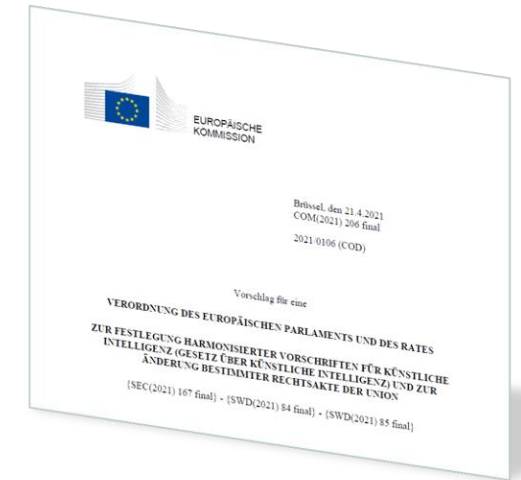 EUROPÄISCHE
KOMMISSION
Brüssel, den 21.4.2021
COM(2021) 206 final
2021/0106 (COD)
Vorschlag für eine
VERORDNUNG DES EUROPÄISCHEN PARLAMENTS UND DES RATES
ZUR FESTLEGUNG HARMONISIERTER VORSCHRIFTEN FÜR KÜNSTLICHE
INTELLIGENZ (GESETZ ÜBER KÜNSTLICHE INTELLIGENZ) UND ZUR
ÄNDERUNG BESTIMMTER RECHTSAKTE DER UNION
{SEC(2021) 167 final} - {SWD(2021) 84 final} - {SWD(2021) 85 final}